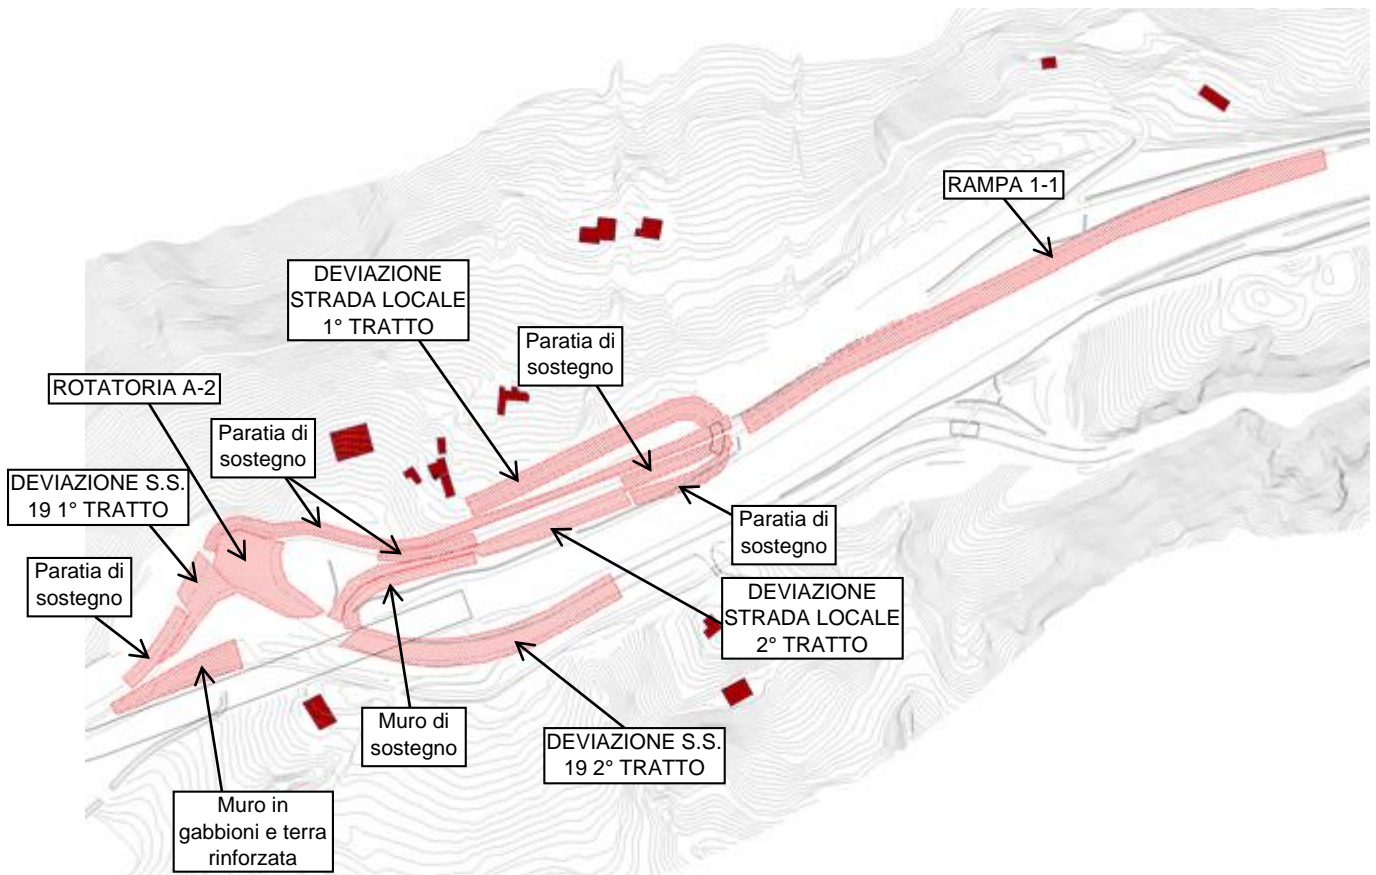 RAMPA 1-1
DEVIAZIONE
STRADA LOCALE
1° TRATTO
Paratia di
sostegno
ROTATORIA A-2
Paratia di
sostegno
DEVIAZIONE S.S.
19 1° TRATTO
Paratia di
sostegno
Paratia di
sostegno
DEVIAZIONE
STRADA LOCALE
2° TRATTO
Muro di
sostegno
DEVIAZIONE S.S.
19 2° TRATTO
Muro in
gabbioni e terra
rinforzata